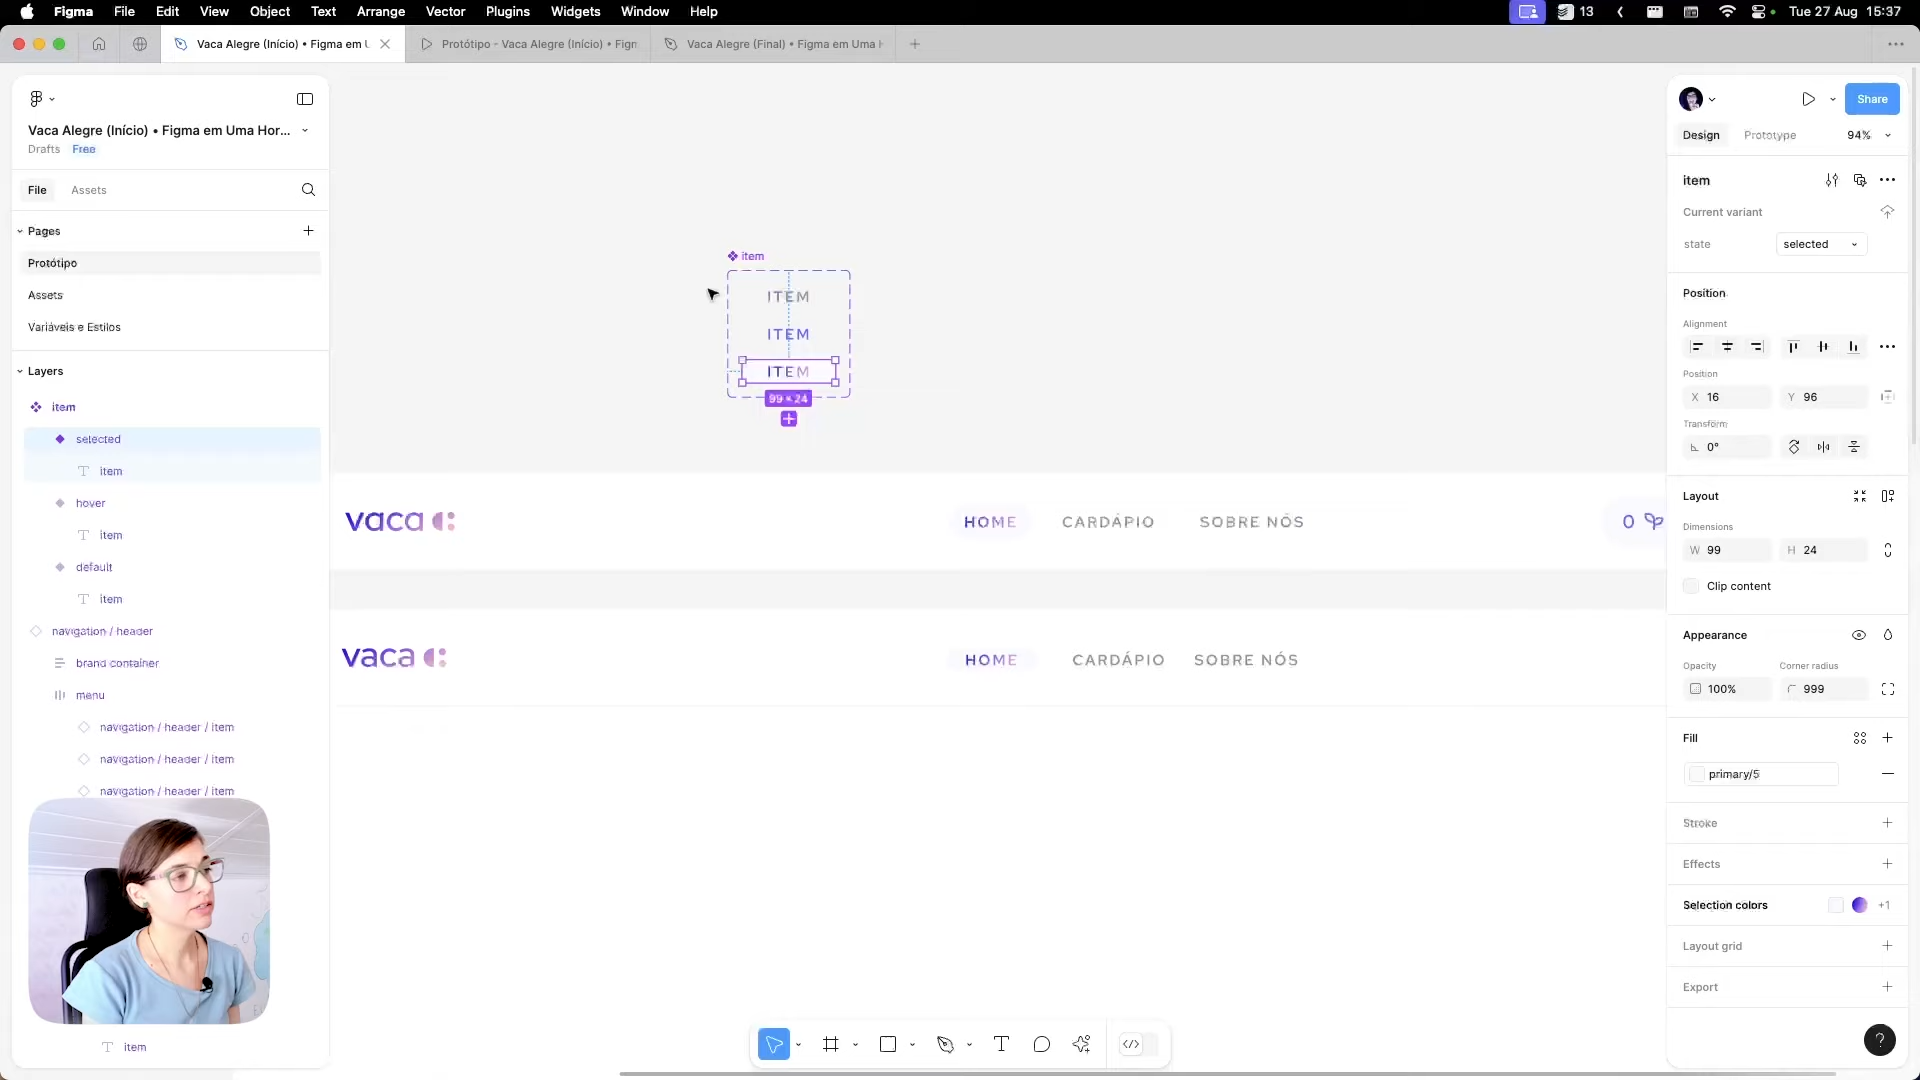 Figma File Edit View Object Text Arrange Vector Plugins Widgets Window Help
13 Tue 27 Aug 15:37
Vaca Alegre (Início) • Figma em U
Protótipo - Vaca Alegre (Início) • Figm
Vaca Alegre (Final) • Figma em Uma H
Vaca Alegre (Início) • Figma em Uma Hor...
Drafts Free
File Assets
Pages
Protótipo
Assets
Variáveis e Estilos
Layers
item
selected
item
hover
item
default
item
navigation / header
brand container
menu
navigation / header / item
navigation / header / item
navigation / header / item
item
item
ITEM
ITEM
ITEM
99 × 24
vaca HOME CARDÁPIO SOBRE NÓS 0
vaca HOME CARDÁPIO SOBRE NÓS
Share
Design Prototype 94%
item
Current variant
state selected
Position
Alignment
Position
X 16 Y 96
Transform
0°
Layout
Dimensions
W 99 H 24
Clip content
Appearance
Opacity Corner radius
100% 999
Fill
primary/5
Stroke
Effects
Selection colors +1
Layout grid
Export
?